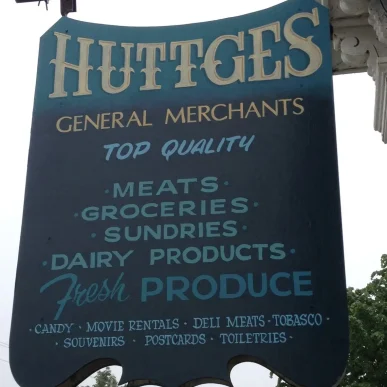 HUTTGES
GENERAL MERCHANTS
TOP QUALITY
· MEATS ·
· GROCERIES ·
· SUNDRIES ·
· DAIRY PRODUCTS ·
Fresh PRODUCE
· CANDY · MOVIE RENTALS · DELI MEATS · TOBASCO ·
· SOUVENIRS · POSTCARDS · TOILETRIES ·